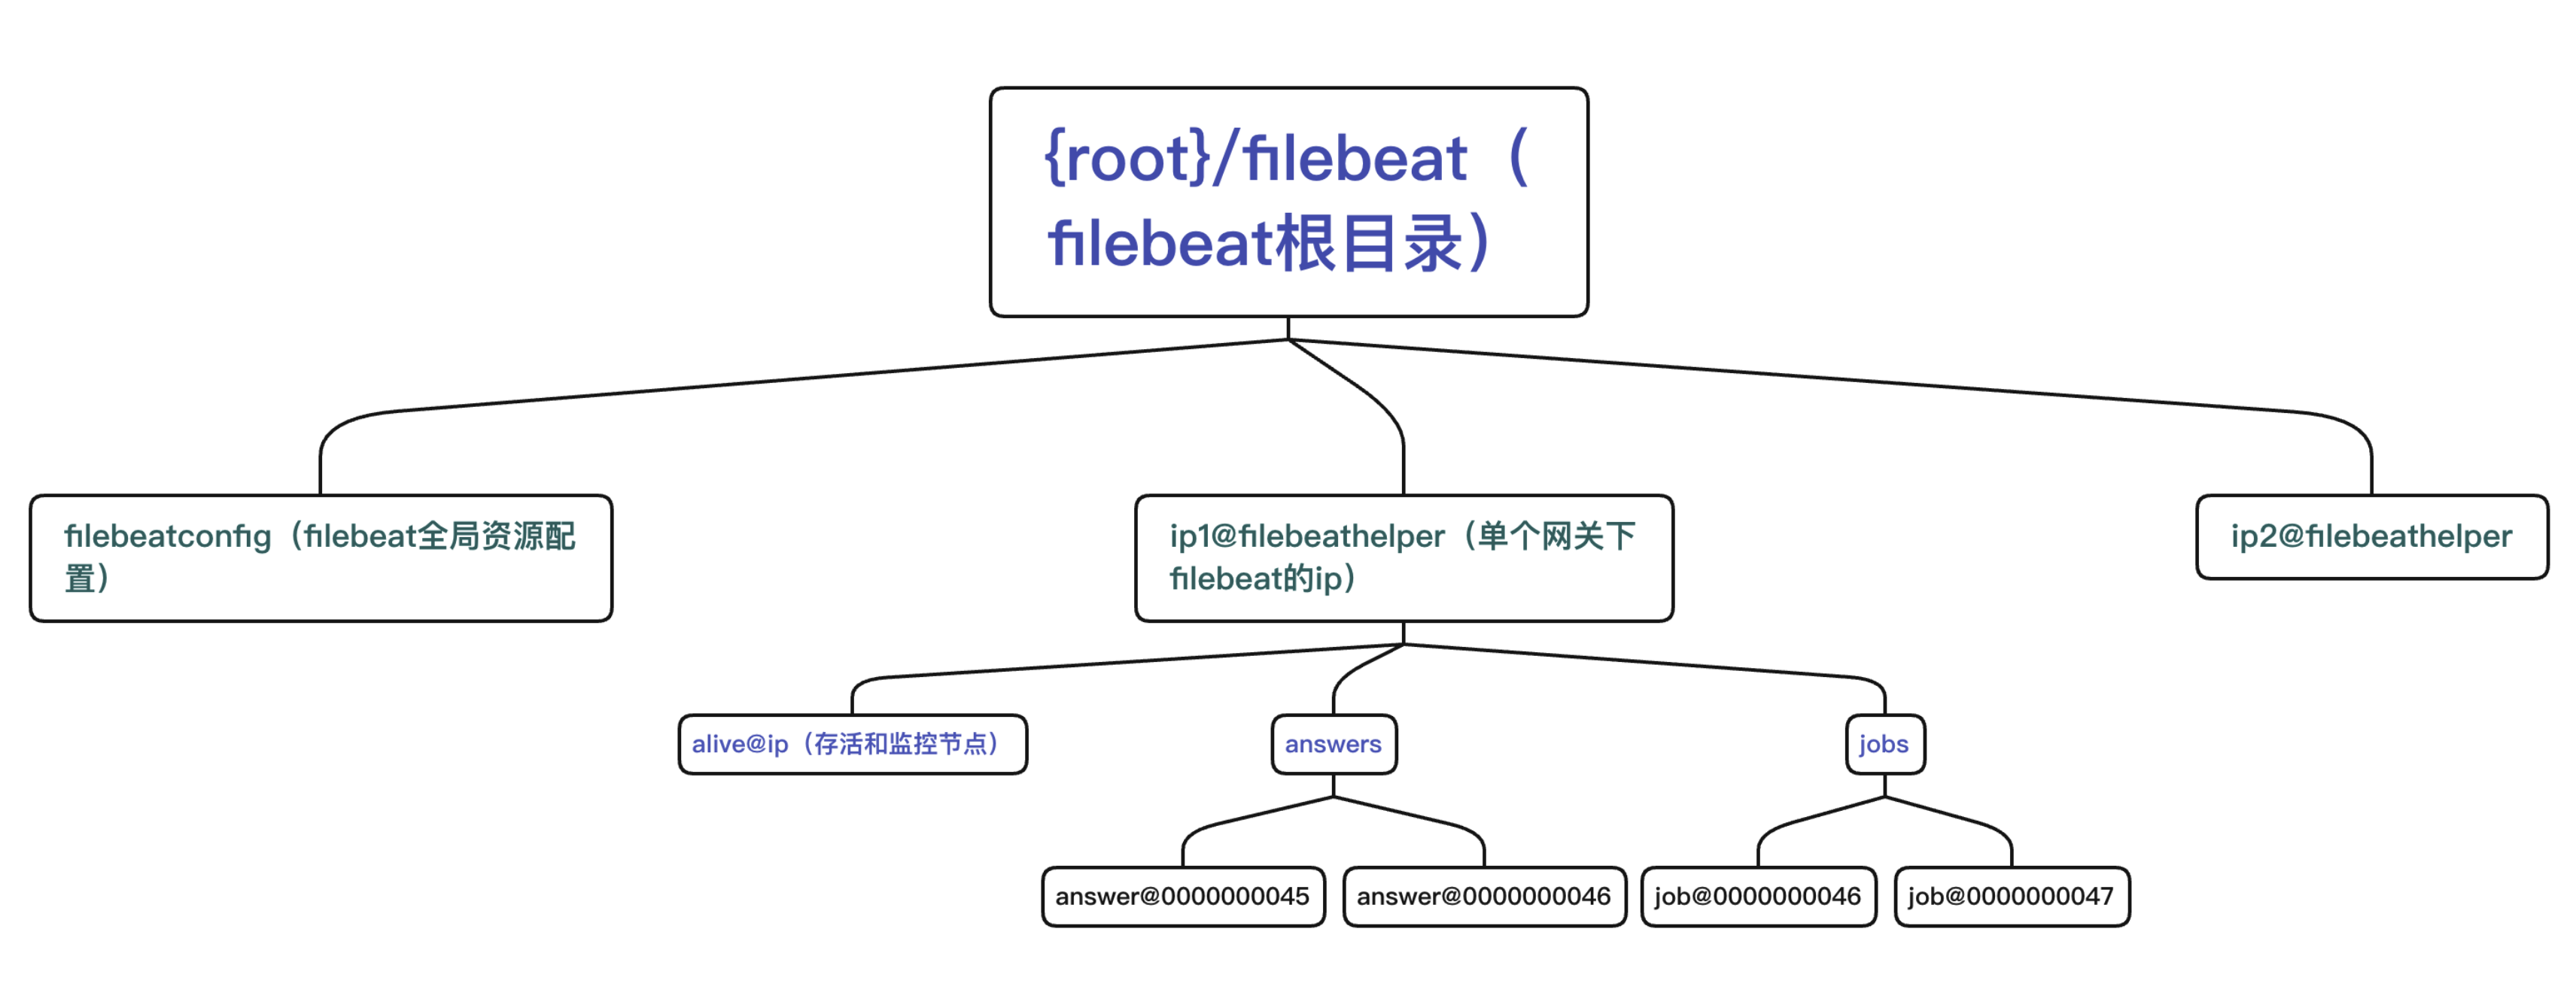 {root}/filebeat（
filebeat根目录）
filebeatconfig（filebeat全局资源配
置）
ip1@filebeathelper（单个网关下
filebeat的ip）
ip2@filebeathelper
alive@ip（存活和监控节点）
answers
jobs
answer@0000000045
answer@0000000046
job@0000000046
job@0000000047